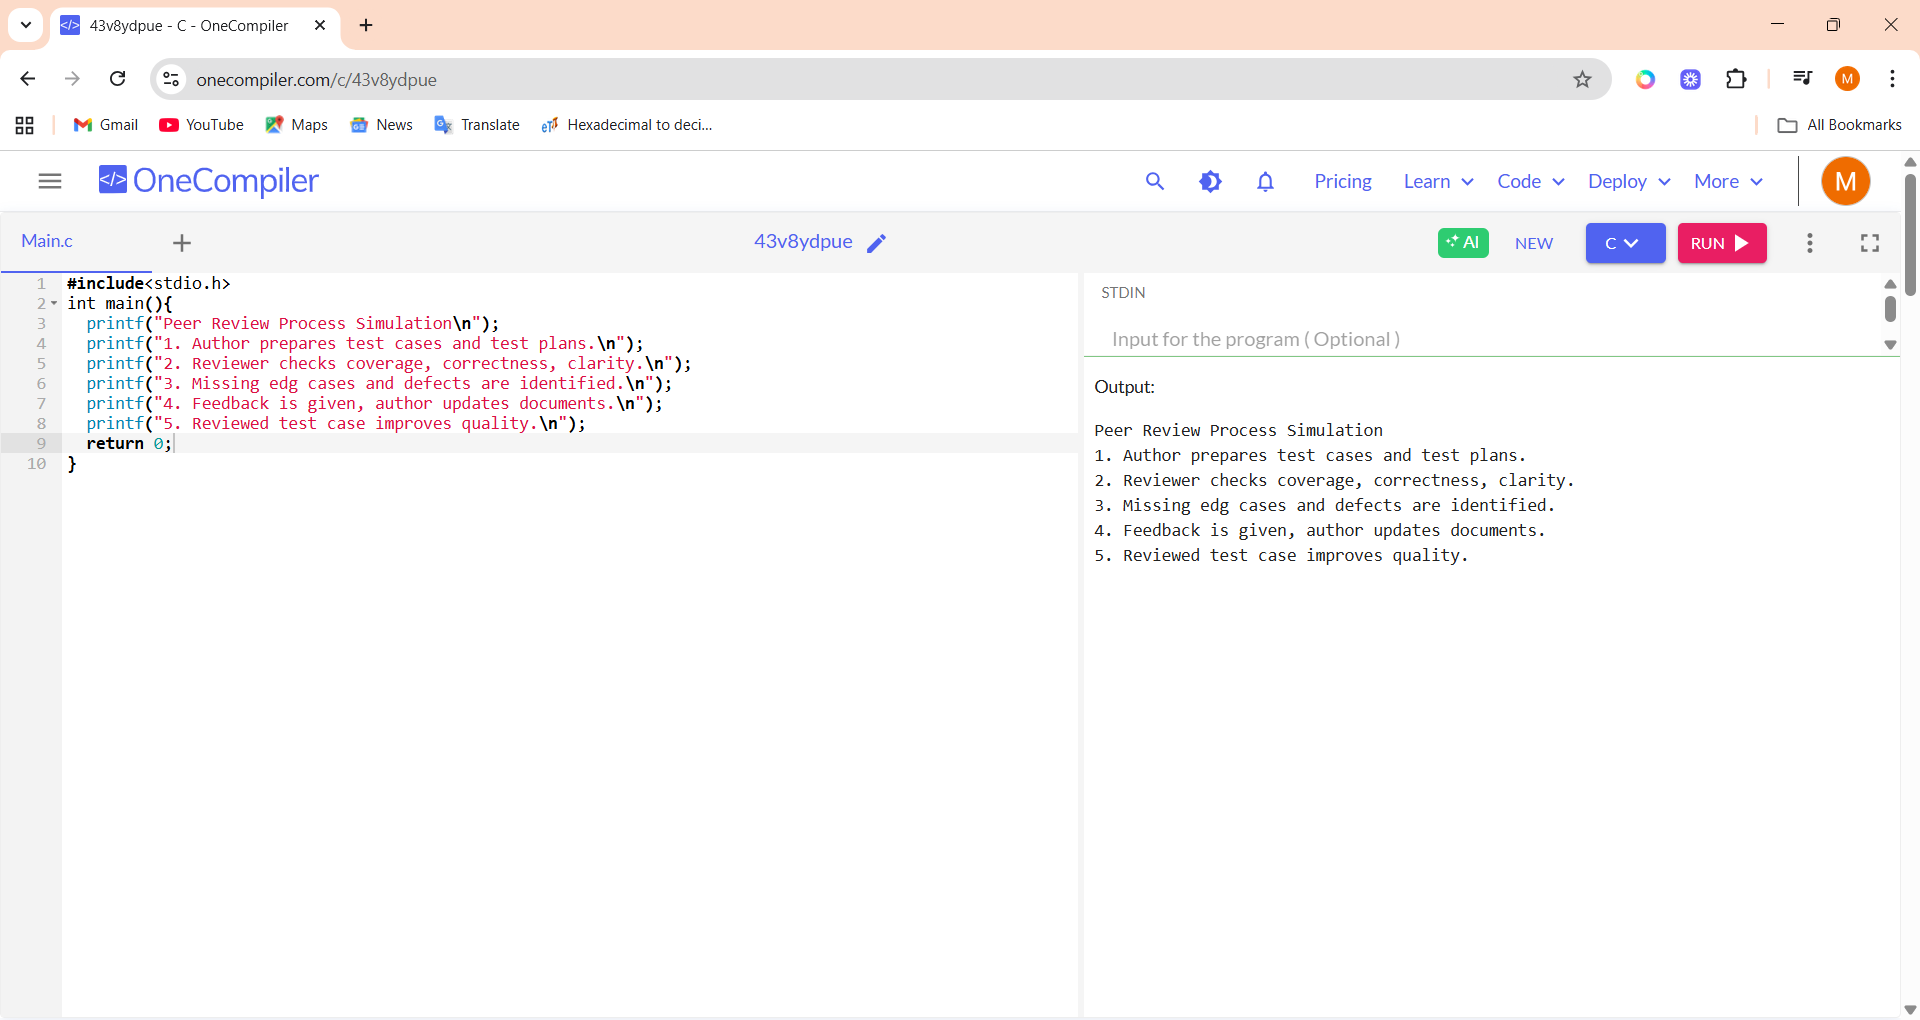 43v8ydpue - C - OneCompiler
onecompiler.com/c/43v8ydpue
M
Gmail YouTube Maps News Translate Hexadecimal to deci... All Bookmarks
</> OneCompiler Pricing Learn Code Deploy More M
Main.c 43v8ydpue AI NEW C RUN
1 #include<stdio.h>
2 int main(){
3 printf("Peer Review Process Simulation\n");
4 printf("1. Author prepares test cases and test plans.\n");
5 printf("2. Reviewer checks coverage, correctness, clarity.\n");
6 printf("3. Missing edg cases and defects are identified.\n");
7 printf("4. Feedback is given, author updates documents.\n");
8 printf("5. Reviewed test case improves quality.\n");
9 return 0;
10 }
STDIN
Input for the program ( Optional )
Output:
Peer Review Process Simulation
1. Author prepares test cases and test plans.
2. Reviewer checks coverage, correctness, clarity.
3. Missing edg cases and defects are identified.
4. Feedback is given, author updates documents.
5. Reviewed test case improves quality.